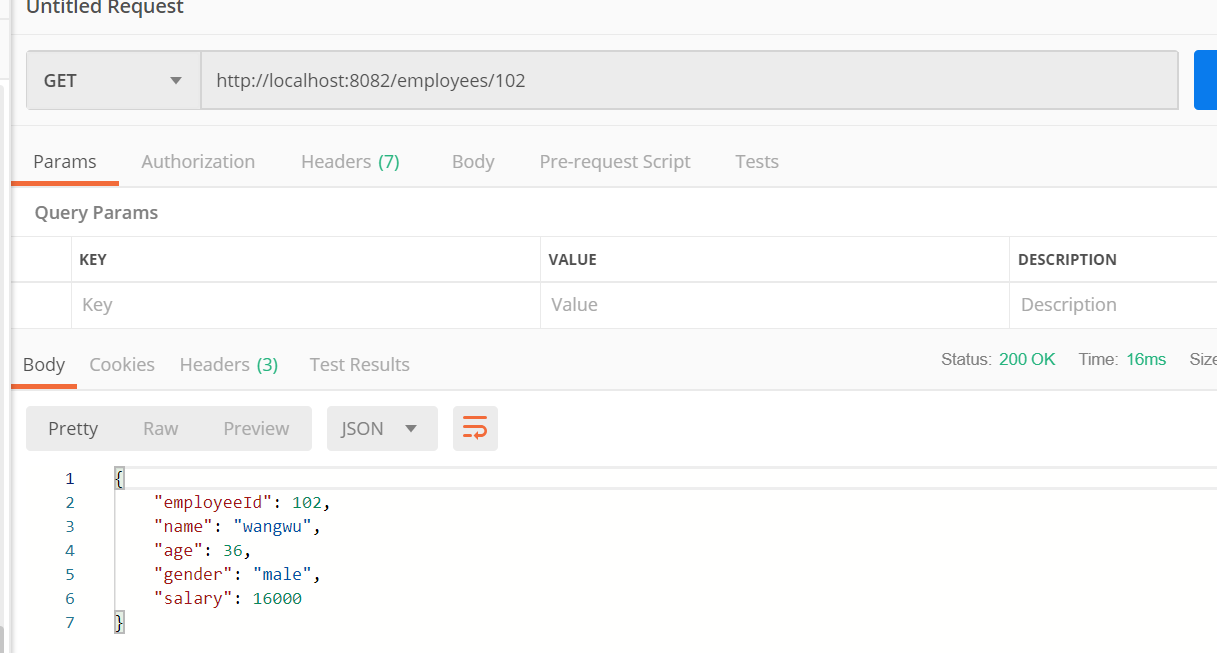 Untitled Request
GET http://localhost:8082/employees/102
Params Authorization Headers (7) Body Pre-request Script Tests
Query Params
KEY VALUE DESCRIPTION
Key Value Description
Body Cookies Headers (3) Test Results Status: 200 OK Time: 16ms Size
Pretty Raw Preview JSON
1 {
2 "employeeId": 102,
3 "name": "wangwu",
4 "age": 36,
5 "gender": "male",
6 "salary": 16000
7 }